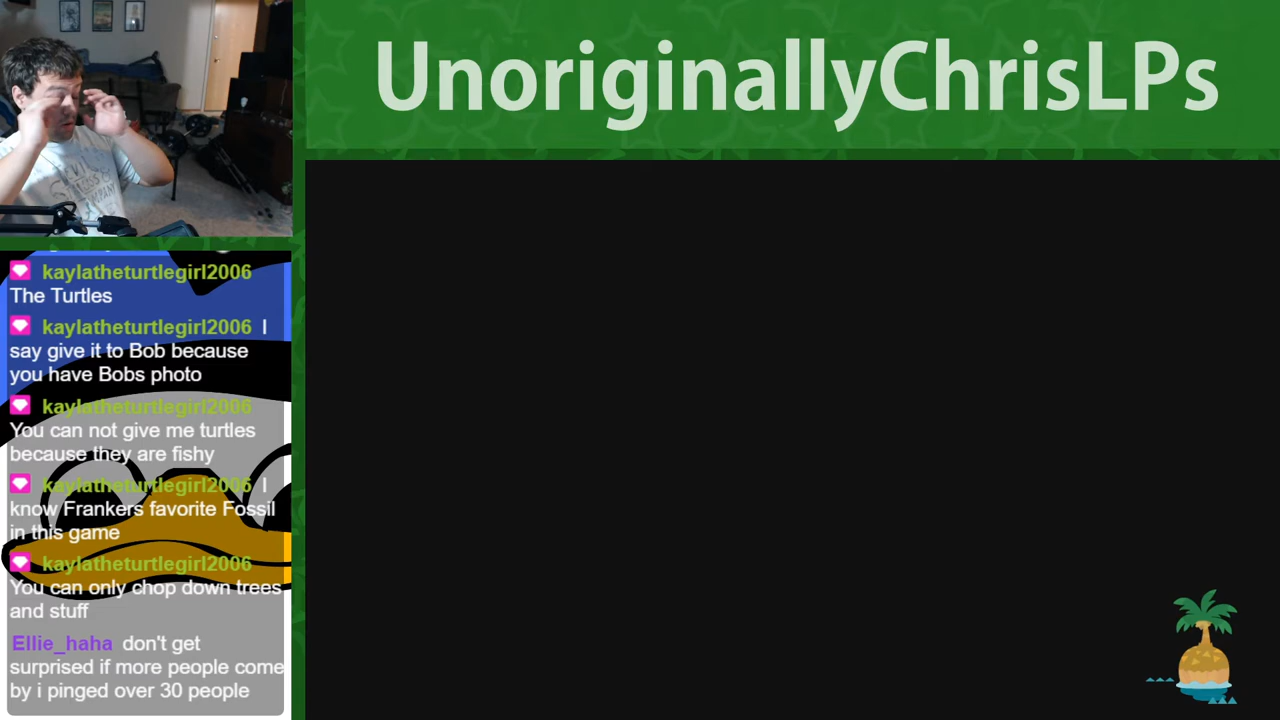 UnoriginallyChrisLPs
kaylatheturtlegirl2006
The Turtles
kaylatheturtlegirl2006 I
say give it to Bob because
you have Bobs photo
kaylatheturtlegirl2006
You can not give me turtles
because they are fishy
kaylatheturtlegirl2006 I
know Frankers favorite Fossil
in this game
kaylatheturtlegirl2006
You can only chop down trees
and stuff
Ellie_haha don't get
surprised if more people come
by i pinged over 30 people